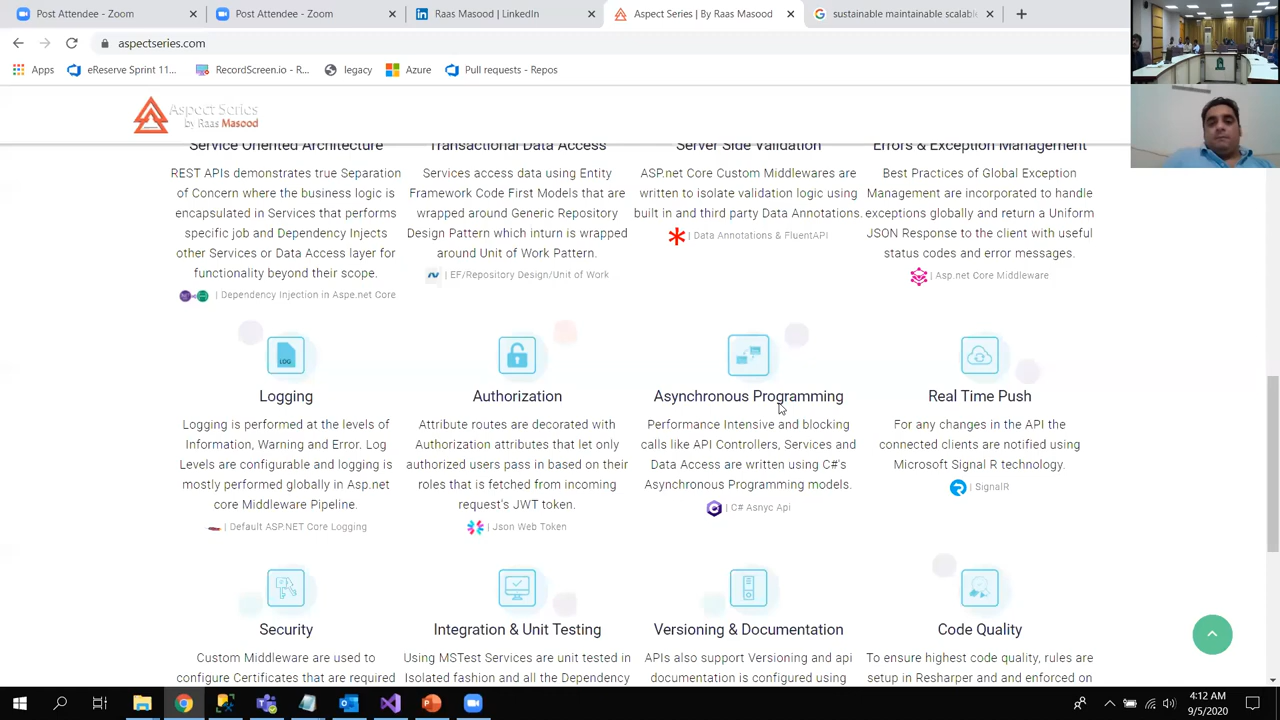 Post Attendee - Zoom
Post Attendee - Zoom
Raas Masood | LinkedIn
Aspect Series | By Raas Masood
sustainable maintainable scalabl
aspectseries.com
Apps
eReserve Sprint 11...
RecordScreen.io - R...
legacy
Azure
Pull requests - Repos
Aspect Series
by Raas Masood
Service Oriented Architecture
REST APIs demonstrates true Separation
of Concern where the business logic is
encapsulated in Services that performs
specific job and Dependency Injects
other Services or Data Access layer for
functionality beyond their scope.
| Dependency Injection in Aspe.net Core
Transactional Data Access
Services access data using Entity
Framework Code First Models that are
wrapped around Generic Repository
Design Pattern which inturn is wrapped
around Unit of Work Pattern.
| EF/Repository Design/Unit of Work
Server Side Validation
ASP.net Core Custom Middlewares are
written to isolate validation logic using
built in and third party Data Annotations.
| Data Annotations & FluentAPI
Errors & Exception Management
Best Practices of Global Exception
Management are incorporated to handle
exceptions globally and return a Uniform
JSON Response to the client with useful
status codes and error messages.
| Asp.net Core Middleware
LOG
Logging
Logging is performed at the levels of
Information, Warning and Error. Log
Levels are configurable and logging is
mostly performed globally in Asp.net
core Middleware Pipeline.
| Default ASP.NET Core Logging
Authorization
Attribute routes are decorated with
Authorization attributes that let only
authorized users pass in based on their
roles that is fetched from incoming
request's JWT token.
| Json Web Token
Asynchronous Programming
Performance Intensive and blocking
calls like API Controllers, Services and
Data Access are written using C#'s
Asynchronous Programming models.
| C# Asnyc Api
Real Time Push
For any changes in the API the
connected clients are notified using
Microsoft Signal R technology.
| SignalR
Security
Custom Middleware are used to
configure Certificates that are required
Integration & Unit Testing
Using MSTest Services are unit tested in
Isolated fashion and all the Dependency
Versioning & Documentation
APIs also support Versioning and api
documentation is configured using
Code Quality
To ensure highest code quality, rules are
setup in Resharper and and enforced on
4:12 AM
9/5/2020